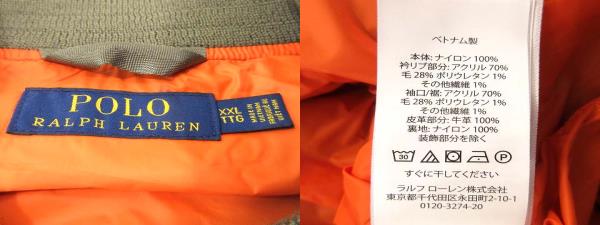 POLO
RALPH LAUREN
XXL
TTG
MADE IN
VIETNAM
ベトナム製
本体: ナイロン 100%
衿リブ部分: アクリル 70%
毛 28% ポリウレタン 1%
その他繊維 1%
袖口/裾: アクリル 70%
毛 28% ポリウレタン 1%
その他繊維 1%
皮革部分: 牛革 100%
裏地: ナイロン 100%
装飾部分を除く
30
すぐに干してください
ラルフ ローレン株式会社
東京都千代田区永田町2-10-1
0120-3274-20